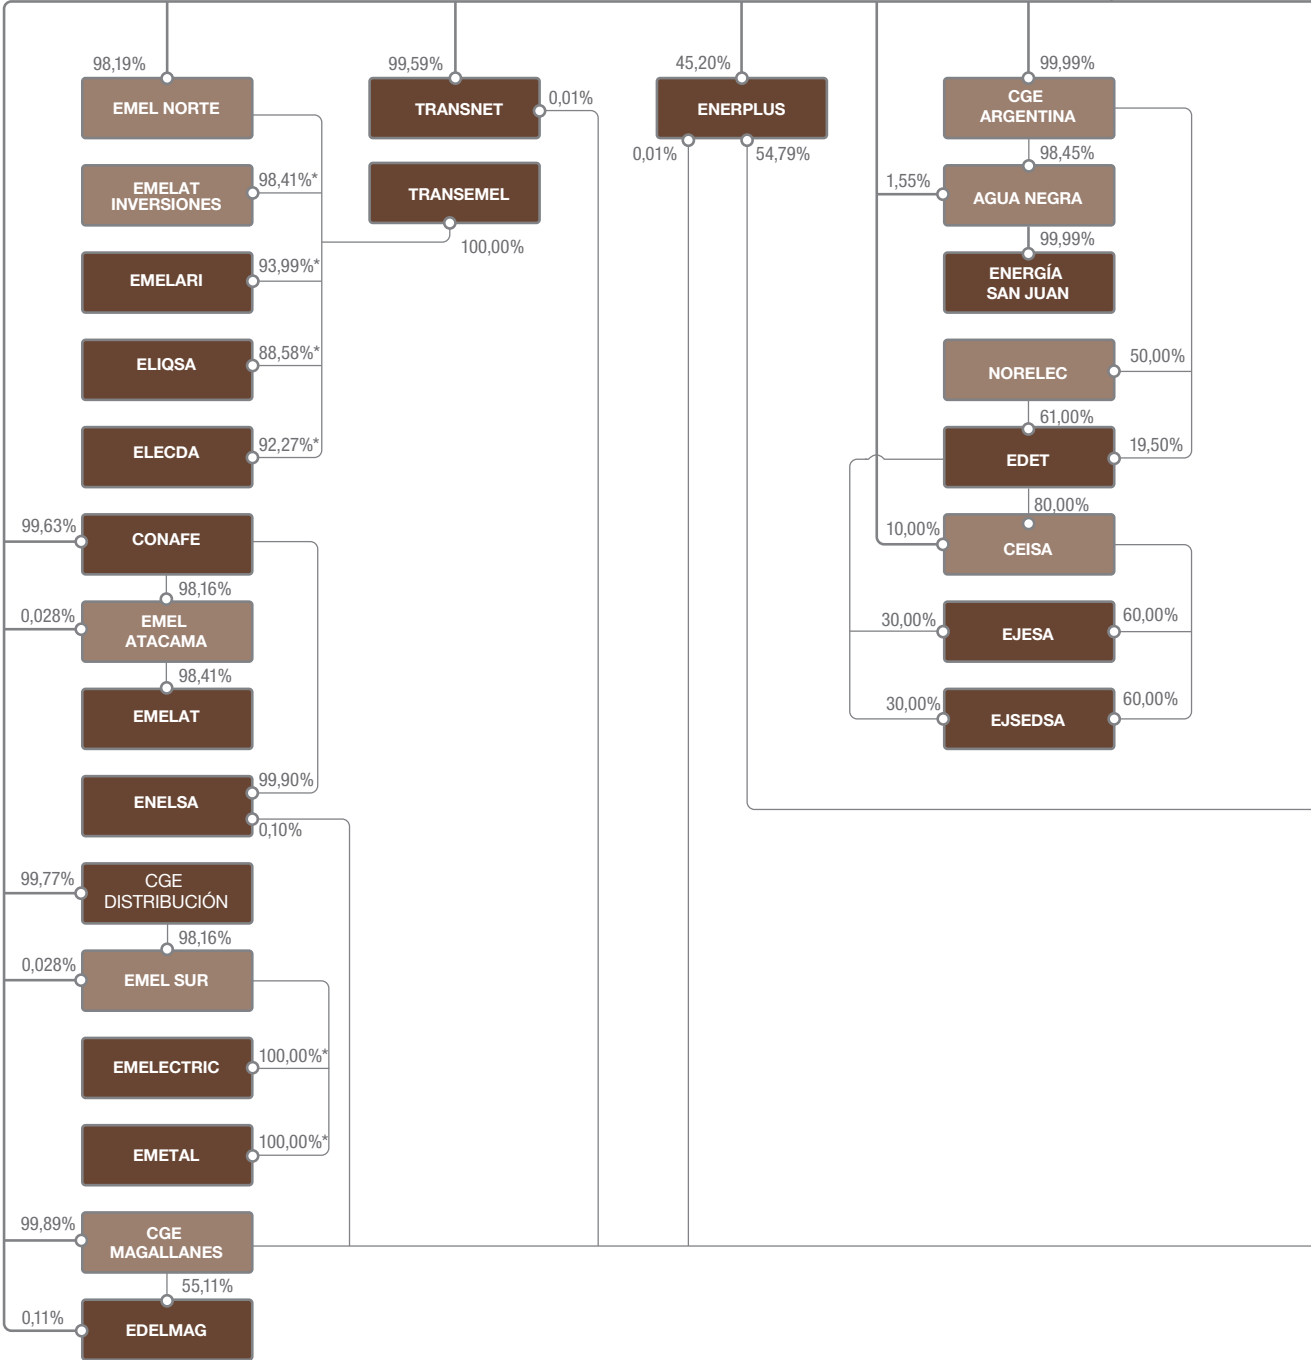 98,19%
EMEL NORTE
EMELAT
INVERSIONES
98,41%*
EMELARI
93,99%*
ELIQSA
88,58%*
ELECDA
92,27%*
99,63%
CONAFE
98,16%
0,028%
EMEL
ATACAMA
98,41%
EMELAT
ENELSA
99,90%
0,10%
99,77%
CGE
DISTRIBUCIÓN
98,16%
0,028%
EMEL SUR
EMELECTRIC
100,00%*
EMETAL
100,00%*
99,89%
CGE
MAGALLANES
55,11%
0,11%
EDELMAG
99,59%
TRANSNET
0,01%
TRANSEMEL
100,00%
45,20%
ENERPLUS
0,01%
54,79%
99,99%
CGE
ARGENTINA
98,45%
1,55%
AGUA NEGRA
99,99%
ENERGÍA
SAN JUAN
NORELEC
50,00%
61,00%
EDET
19,50%
80,00%
10,00%
CEISA
30,00%
EJESA
60,00%
30,00%
EJSEDSA
60,00%